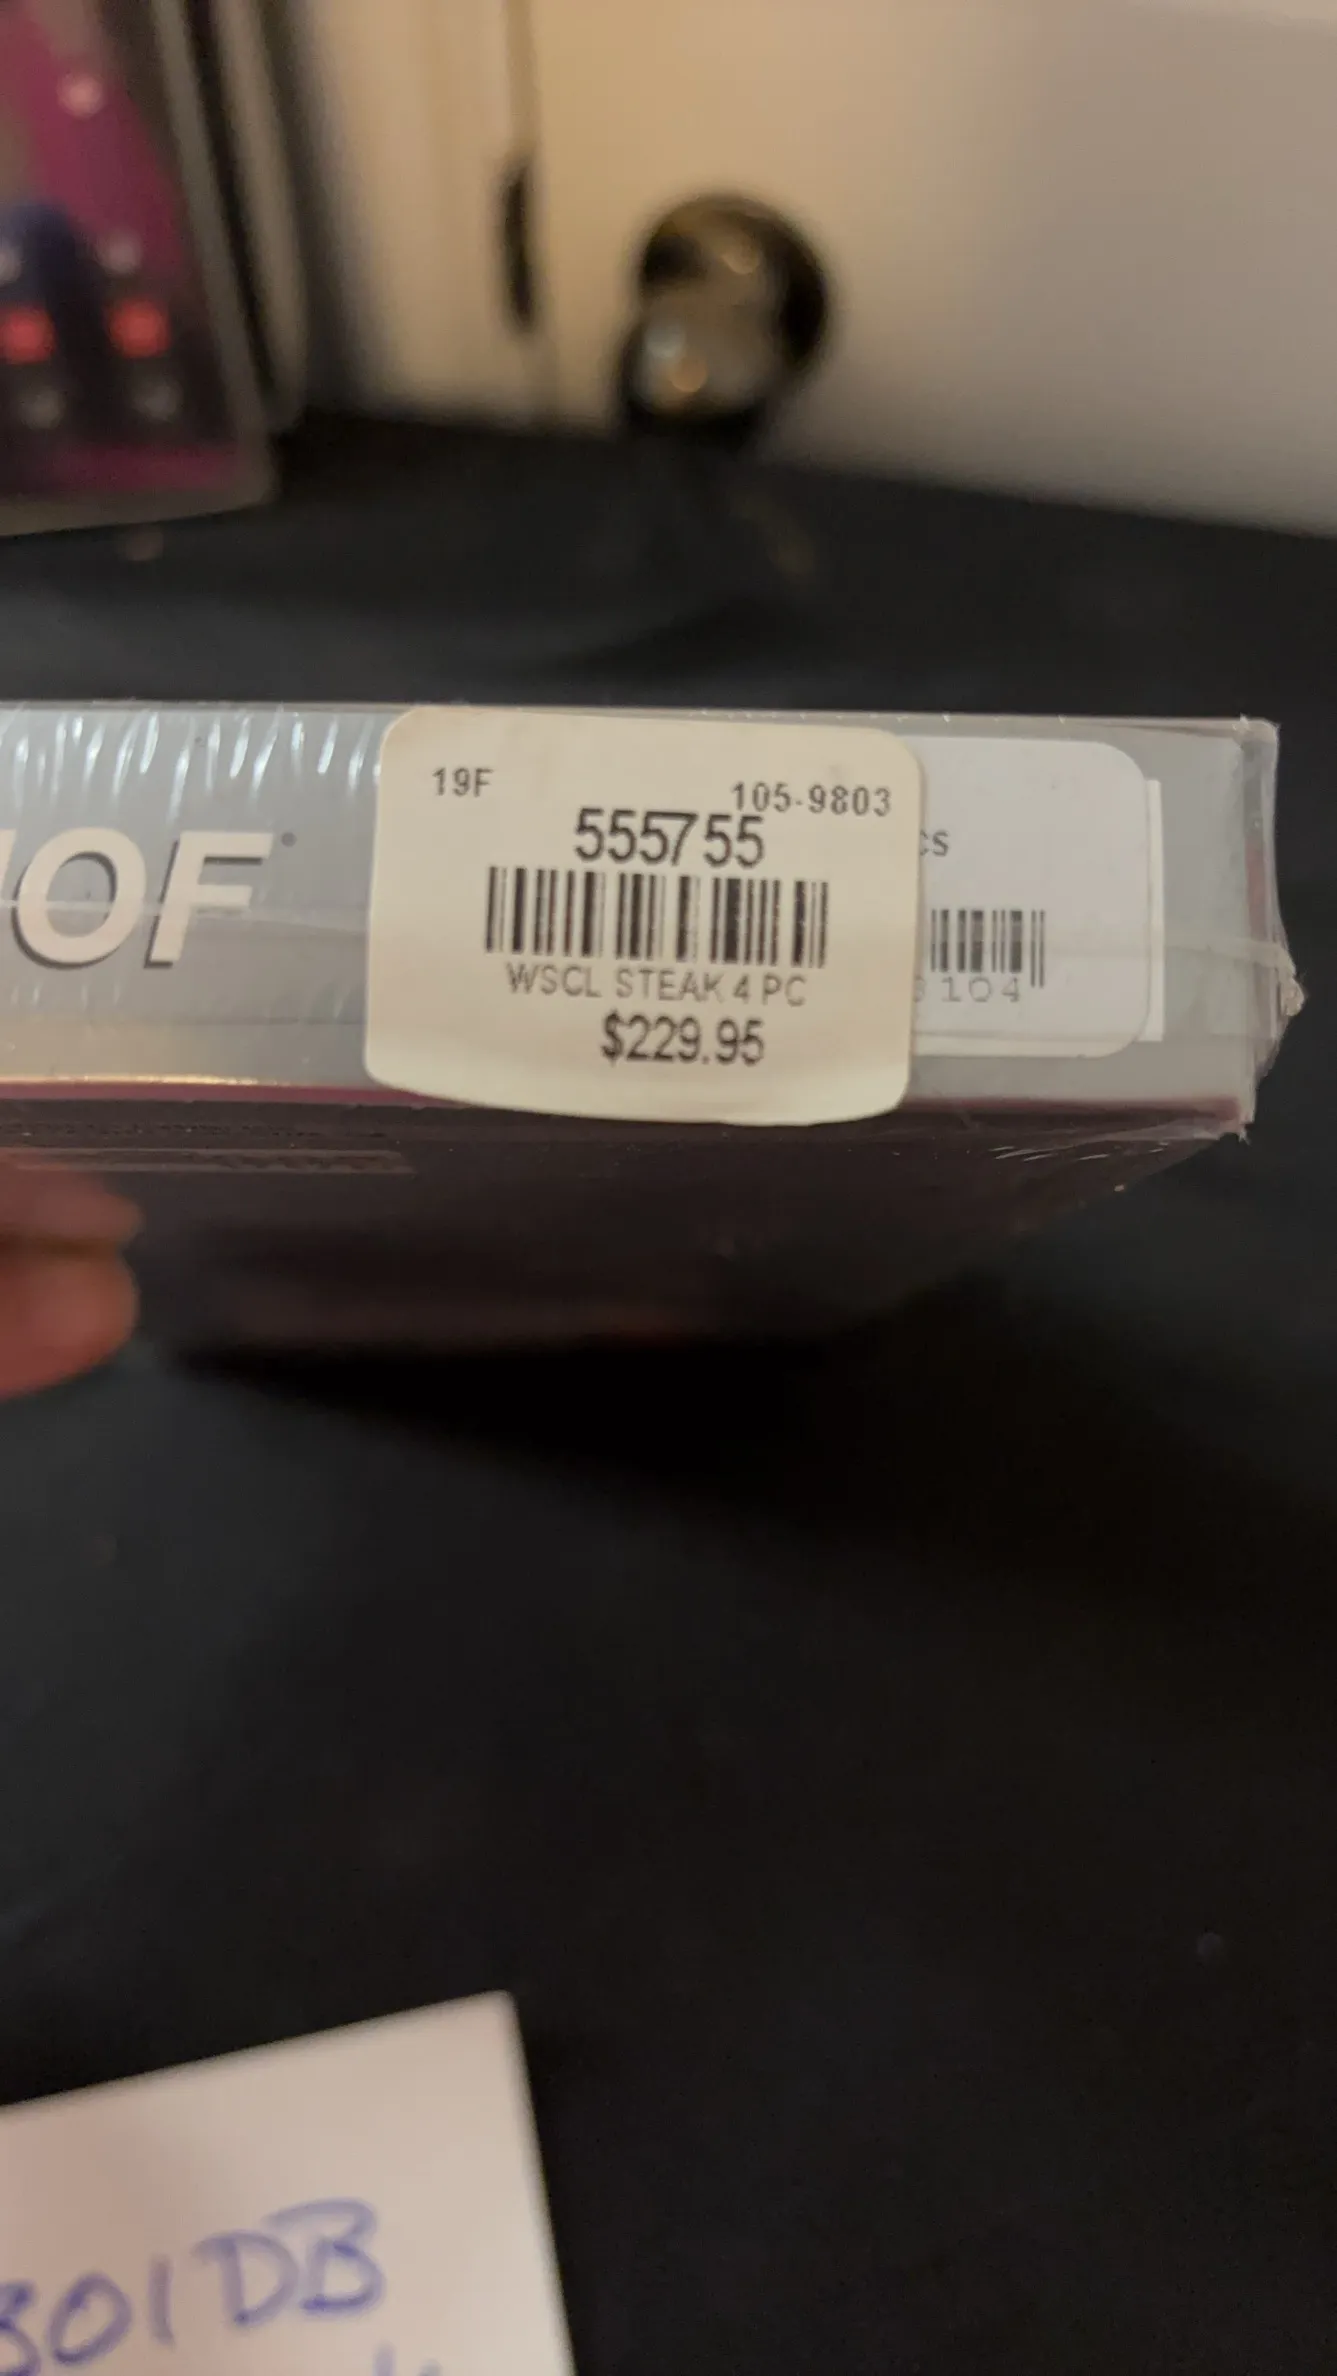 OF
19F
105-9803
555755
WSCL STEAK 4 PC
$229.95
cs
104
301DB